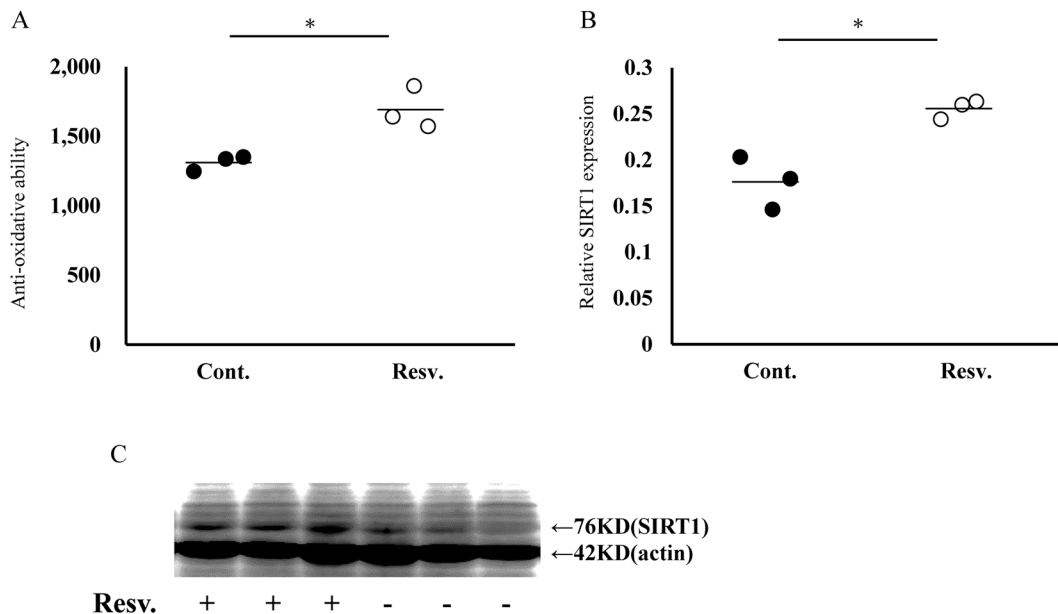 A
*
2,000
1,500
1,000
500
0
Anti-oxidative ability
Cont. Resv.
B
*
0.3
0.25
0.2
0.15
0.1
0.05
0
Relative SIRT1 expression
Cont. Resv.
C
←76KD(SIRT1)
←42KD(actin)
Resv. + + + - - -